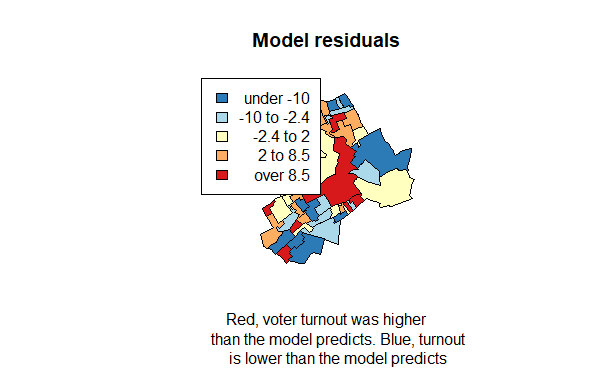 Model residuals
under -10
-10 to -2.4
-2.4 to 2
2 to 8.5
over 8.5
Red, voter turnout was higher
than the model predicts. Blue, turnout
is lower than the model predicts